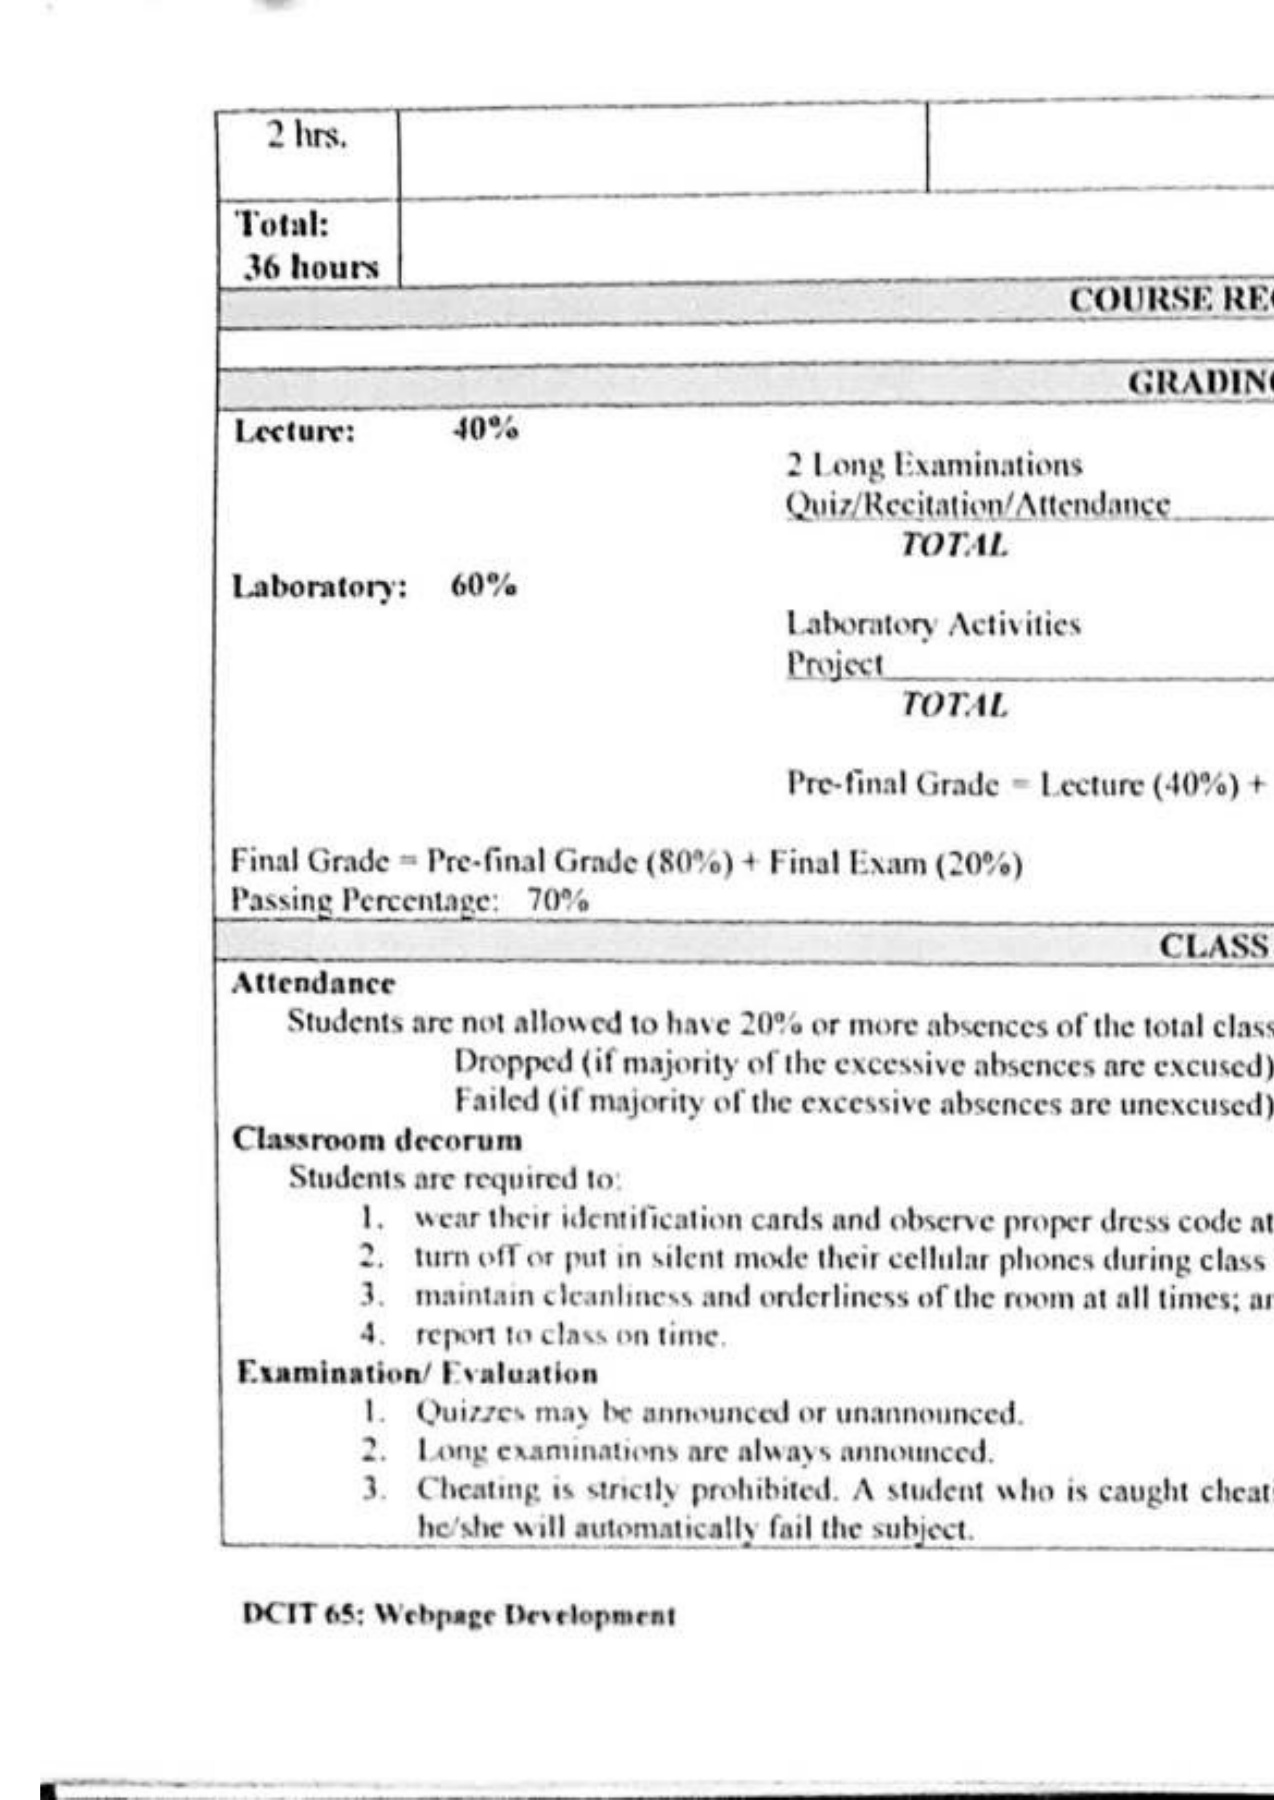 2 hrs.
Total:
36 hours
COURSE RE
GRADING
Lecture: 40%
2 Long Examinations
Quiz/Recitation/Attendance
TOTAL
Laboratory: 60%
Laboratory Activities
Project
TOTAL
Pre-final Grade = Lecture (40%) +
Final Grade = Pre-final Grade (80%) + Final Exam (20%)
Passing Percentage: 70%
CLASS
Attendance
Students are not allowed to have 20% or more absences of the total class
Dropped (if majority of the excessive absences are excused)
Failed (if majority of the excessive absences are unexcused)
Classroom decorum
Students are required to:
1. wear their identification cards and observe proper dress code at
2. turn off or put in silent mode their cellular phones during class
3. maintain cleanliness and orderliness of the room at all times; an
4. report to class on time.
Examination/ Evaluation
1. Quizzes may be announced or unannounced.
2. Long examinations are always announced.
3. Cheating is strictly prohibited. A student who is caught cheat
he/she will automatically fail the subject.
DCIT 65: Webpage Development